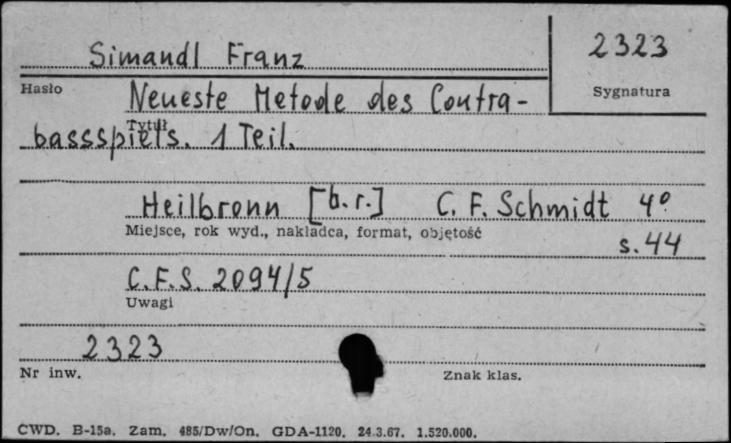 Simandl Franz
2323
Hasło
Sygnatura
Neueste Metode des Contra-
Tytuł
bassspiels. 1 Teil.
Heilbronn [b.r.] C. F. Schmidt 4°
Miejsce, rok wyd., nakładca, format, objętość
s. 44
C.F.S. 2094/5
Uwagi
2323
Nr inw.
Znak klas.
CWD. B-15a. Zam. 485/Dw/On. GDA-1120. 24.3.67. 1.520.000.